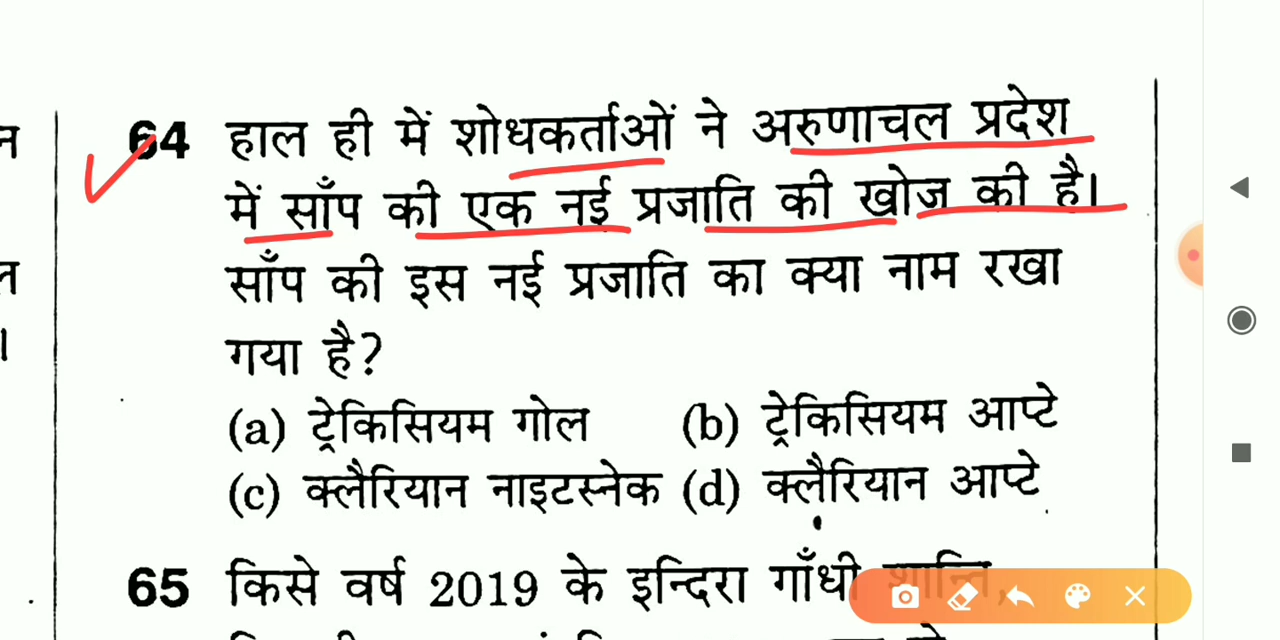 64 हाल ही में शोधकर्ताओं ने अरुणाचल प्रदेश
में साँप की एक नई प्रजाति की खोज की है।
साँप की इस नई प्रजाति का क्या नाम रखा
गया है?
(a) ट्रेकिसियम गोल (b) ट्रेकिसियम आप्टे
(c) क्लैरियान नाइटस्नेक (d) क्लैरियान आप्टे
65 किसे वर्ष 2019 के इन्दिरा गाँधी शान्ति,